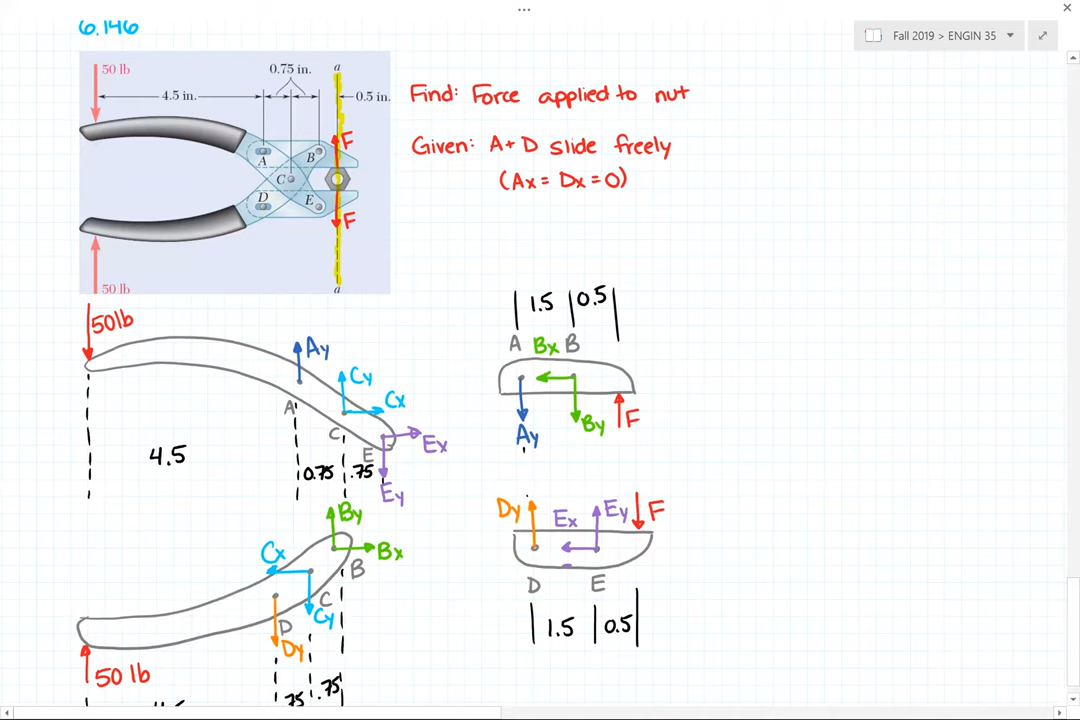 ...
Fall 2019 > ENGIN 35
6.146
50 lb
0.75 in.
a
4.5 in.
0.5 in.
F
A
B
C
D
E
F
50 lb
a
Find: Force applied to nut
Given: A+D slide freely
(Ax = Dx = 0)
50lb
Ay
Cy
Cx
A
C
E
Ex
Ey
4.5
0.75
.75
1.5
0.5
A
Bx
B
Ay
By
F
By
Bx
B
Cx
C
Cy
D
Dy
50 lb
.75
.75
Dy
Ex
Ey
F
D
E
1.5
0.5